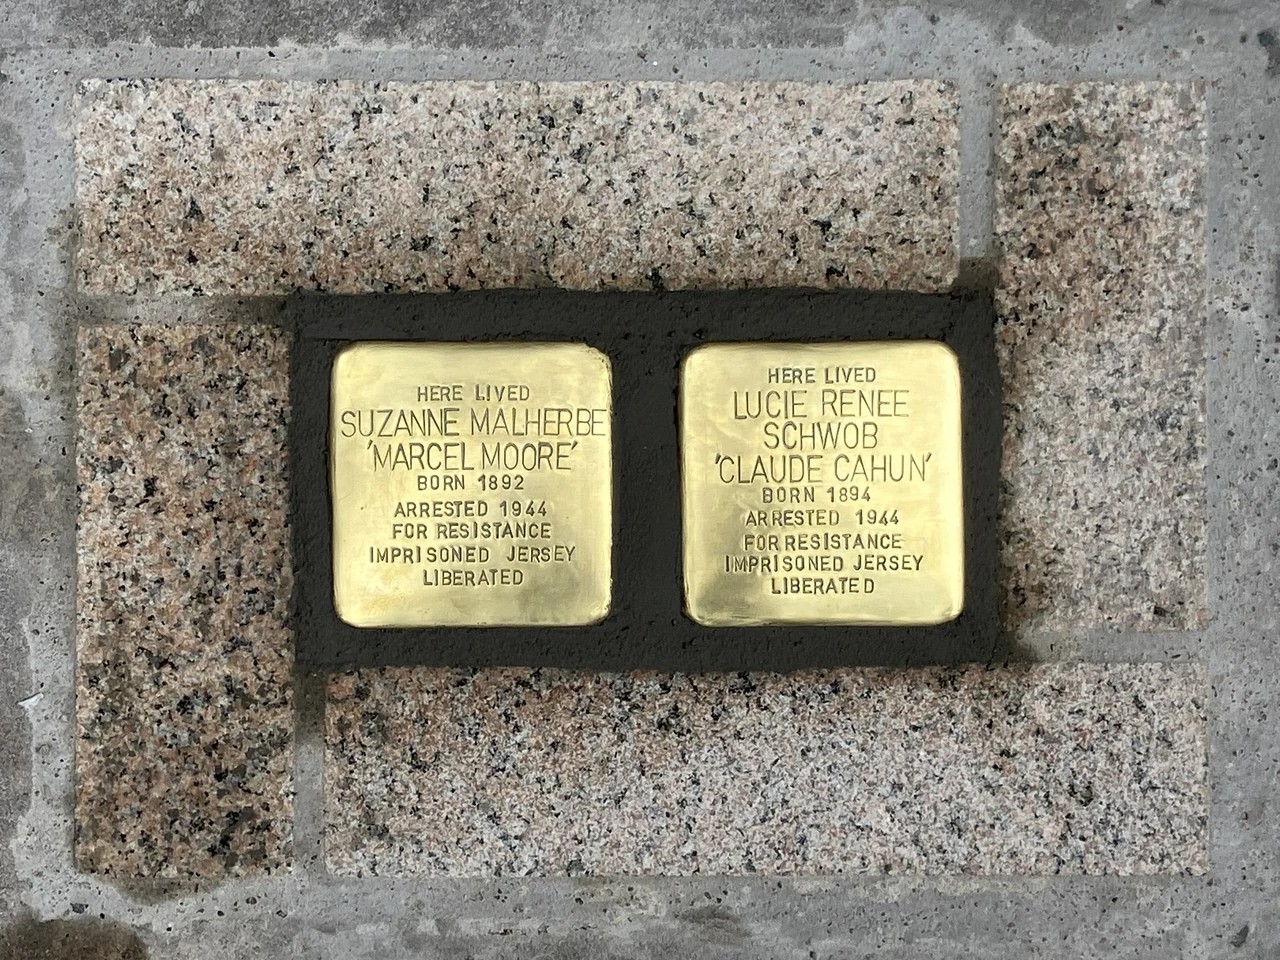 HERE LIVED
SUZANNE MALHERBE
'MARCEL MOORE'
BORN 1892
ARRESTED 1944
FOR RESISTANCE
IMPRISONED JERSEY
LIBERATED
HERE LIVED
LUCIE RENEE
SCHWOB
'CLAUDE CAHUN'
BORN 1894
ARRESTED 1944
FOR RESISTANCE
IMPRISONED JERSEY
LIBERATED